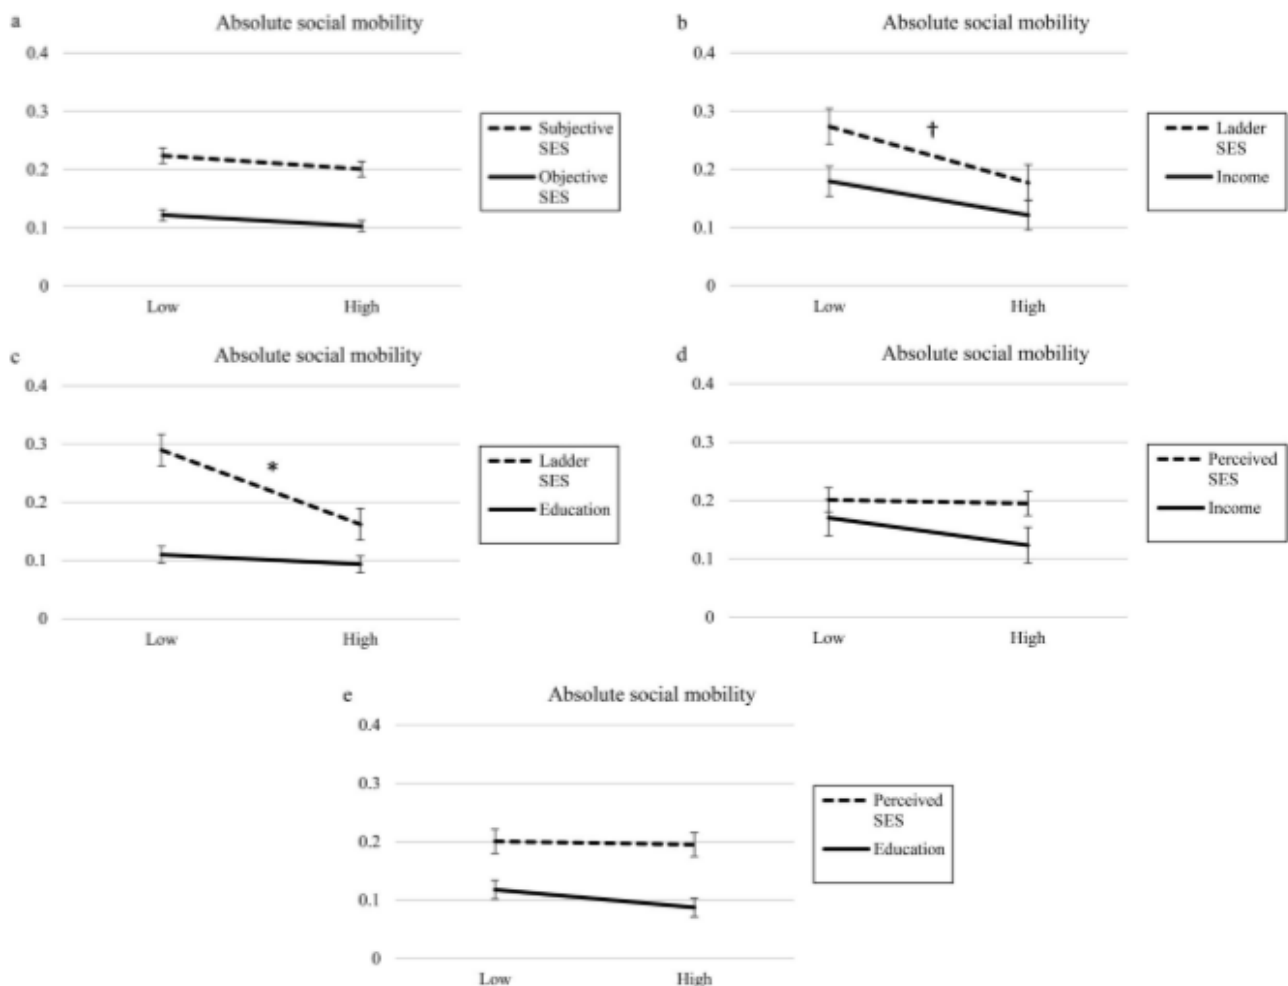 a
Absolute social mobility
0.4
0.3
0.2
0.1
0
Low
High
Subjective
SES
Objective
SES
b
Absolute social mobility
0.4
0.3
0.2
0.1
0
†
Low
High
Ladder
SES
Income
c
Absolute social mobility
0.4
0.3
0.2
0.1
0
*
Low
High
Ladder
SES
Education
d
Absolute social mobility
0.4
0.3
0.2
0.1
0
Low
High
Perceived
SES
Income
e
Absolute social mobility
0.4
0.3
0.2
0.1
0
Low
High
Perceived
SES
Education